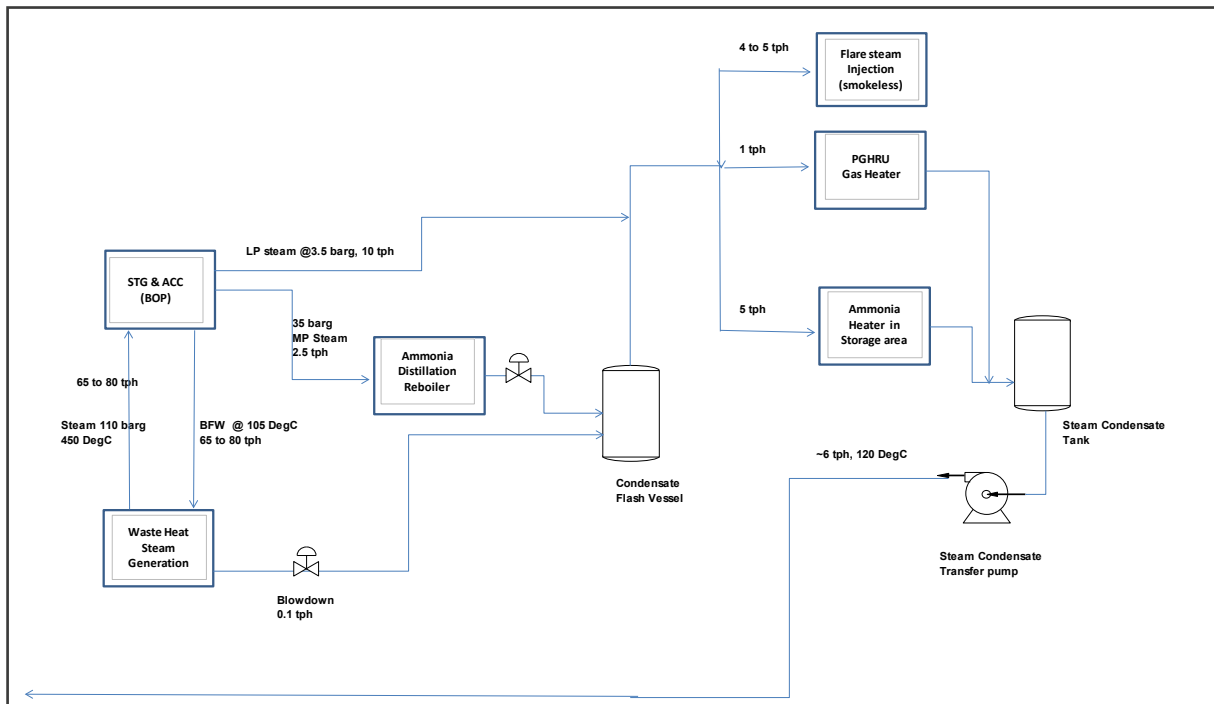 4 to 5 tph
Flare steam
Injection
(smokeless)
1 tph
PGHRU
Gas Heater
LP steam @3.5 barg, 10 tph
STG & ACC
(BOP)
35 barg
MP Steam
2.5 tph
5 tph
Ammonia
Heater in
Storage area
Ammonia
Distillation
Reboiler
65 to 80 tph
Steam 110 barg
450 DegC
BFW @ 105 DegC
65 to 80 tph
Steam Condensate
Tank
~6 tph, 120 DegC
Condensate
Flash Vessel
Waste Heat
Steam
Generation
Steam Condensate
Transfer pump
Blowdown
0.1 tph